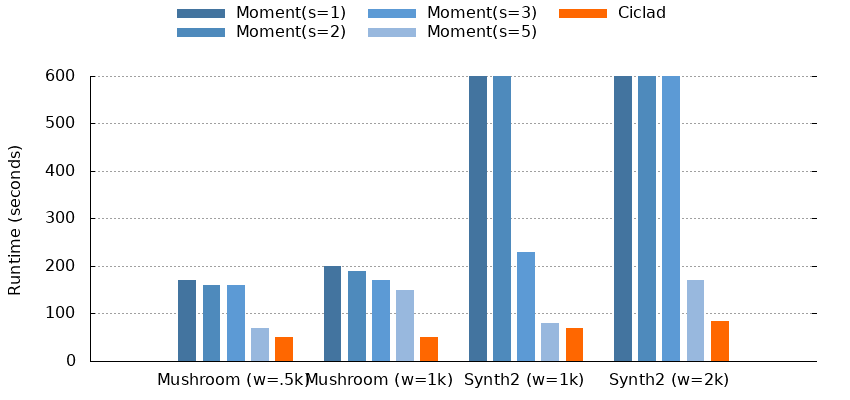 Moment(s=1) Moment(s=3) Ciclad
Moment(s=2) Moment(s=5)
600
500
400
300
200
100
0
Runtime (seconds)
Mushroom (w=.5k) Mushroom (w=1k) Synth2 (w=1k) Synth2 (w=2k)